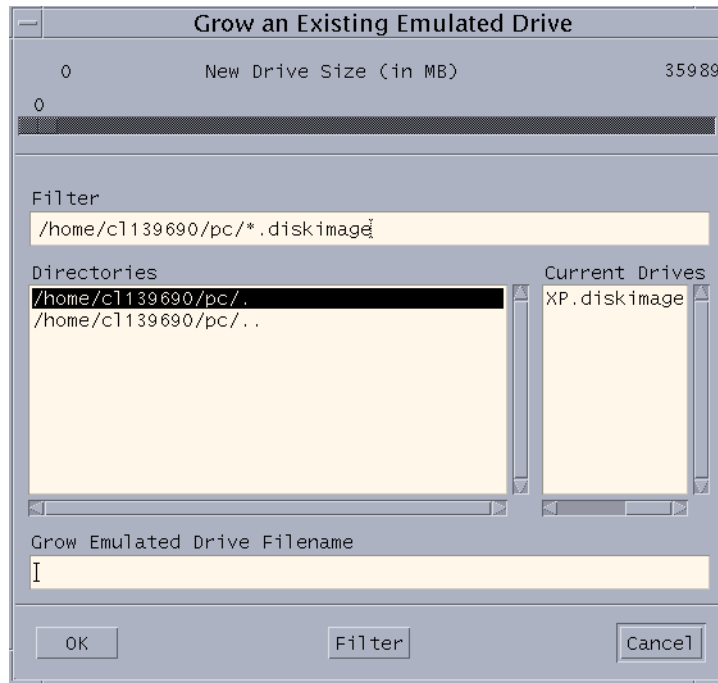 Grow an Existing Emulated Drive
0 New Drive Size (in MB) 35989
0
Filter
/home/cl139690/pc/*.diskimage
Directories
/home/cl139690/pc/.
/home/cl139690/pc/..
Current Drives
XP.diskimage
Grow Emulated Drive Filename
OK Filter Cancel